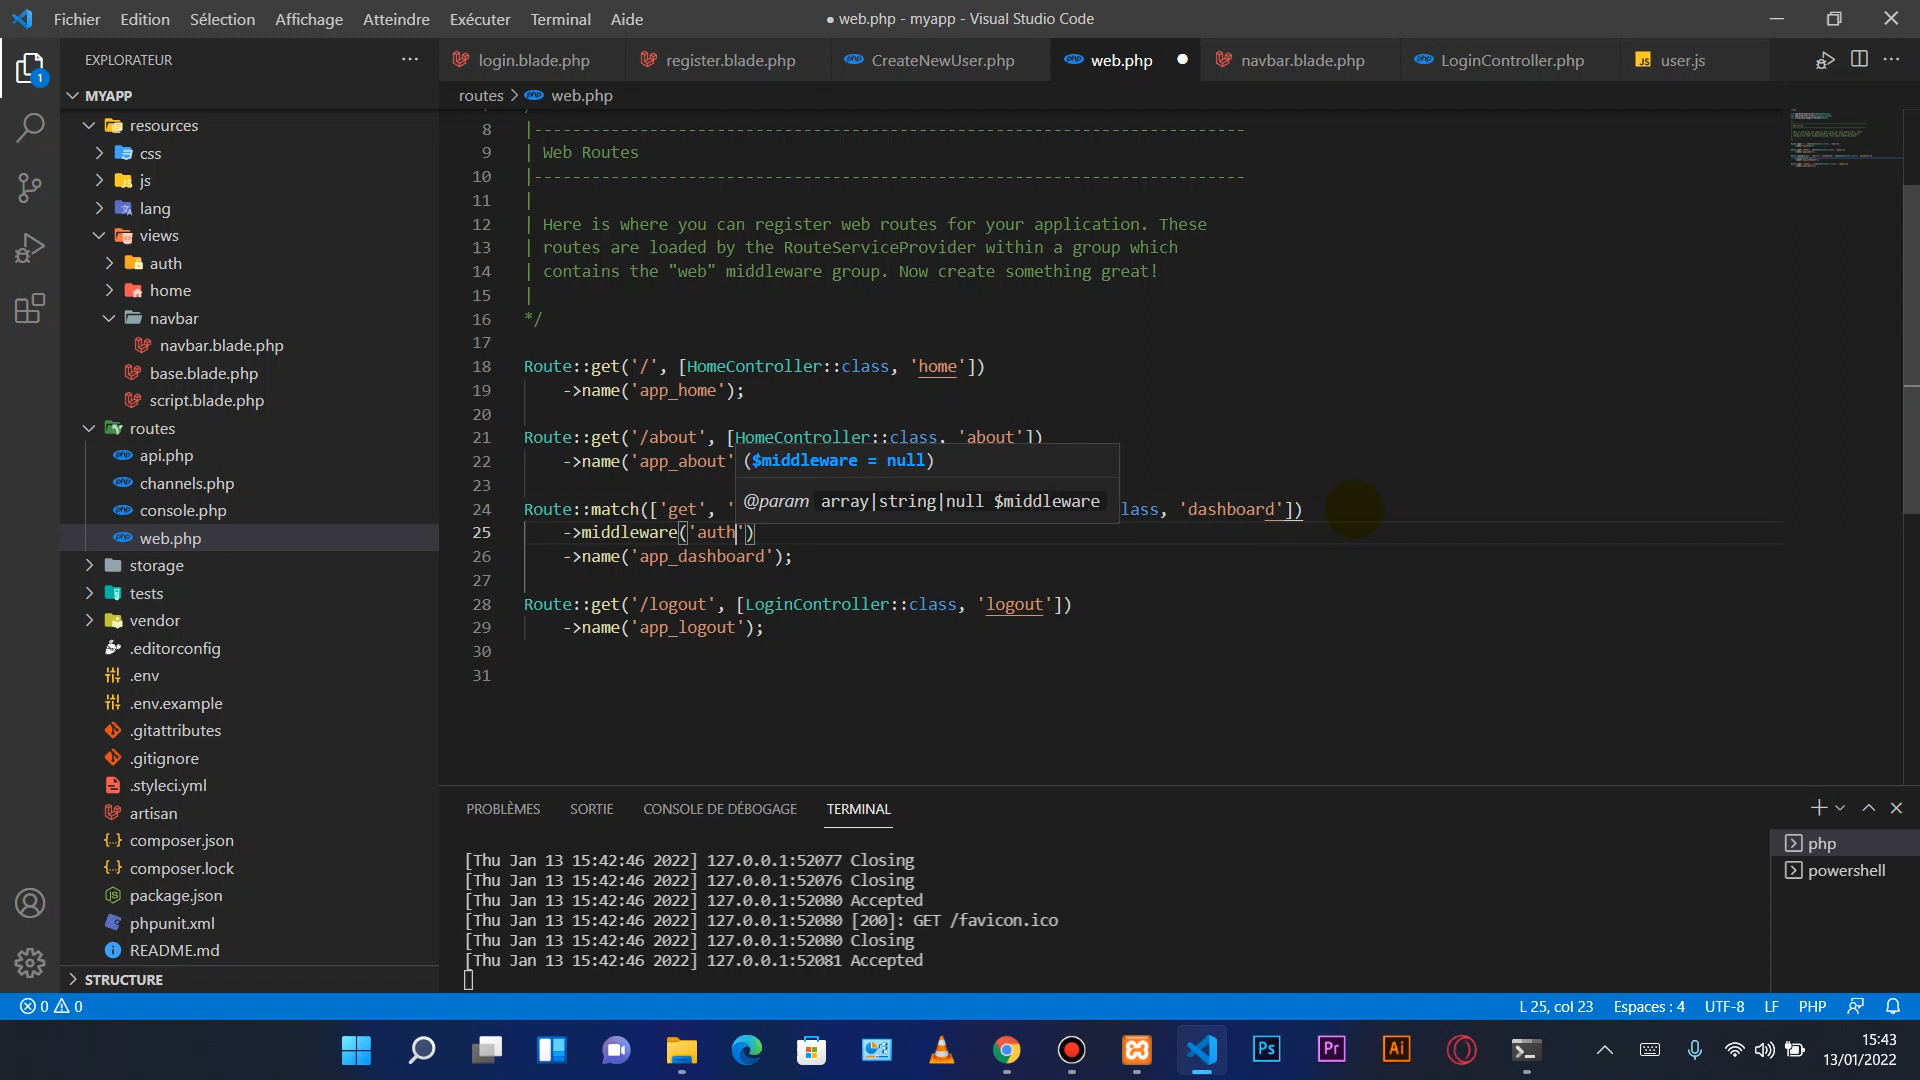 Fichier Edition Sélection Affichage Atteindre Exécuter Terminal Aide
● web.php - myapp - Visual Studio Code
EXPLORATEUR
login.blade.php register.blade.php CreateNewUser.php web.php navbar.blade.php LoginController.php user.js
MYAPP
routes > web.php
resources
css
js
lang
views
auth
home
navbar
navbar.blade.php
base.blade.php
script.blade.php
routes
api.php
channels.php
console.php
web.php
storage
tests
vendor
.editorconfig
.env
.env.example
.gitattributes
.gitignore
.styleci.yml
artisan
composer.json
composer.lock
package.json
phpunit.xml
README.md
STRUCTURE
8 |--------------------------------------------------------------------------
9 | Web Routes
10 |--------------------------------------------------------------------------
11 |
12 | Here is where you can register web routes for your application. These
13 | routes are loaded by the RouteServiceProvider within a group which
14 | contains the "web" middleware group. Now create something great!
15 |
16 */
17
18 Route::get('/', [HomeController::class, 'home'])
19 ->name('app_home');
20
21 Route::get('/about', [HomeController::class, 'about'])
22 ->name('app_about'
($middleware = null)
@param array|string|null $middleware
23
24 Route::match(['get', ' lass, 'dashboard'])
25 ->middleware('auth')
26 ->name('app_dashboard');
27
28 Route::get('/logout', [LoginController::class, 'logout'])
29 ->name('app_logout');
30
31
PROBLÈMES SORTIE CONSOLE DE DÉBOGAGE TERMINAL
[Thu Jan 13 15:42:46 2022] 127.0.0.1:52077 Closing
[Thu Jan 13 15:42:46 2022] 127.0.0.1:52076 Closing
[Thu Jan 13 15:42:46 2022] 127.0.0.1:52080 Accepted
[Thu Jan 13 15:42:46 2022] 127.0.0.1:52080 [200]: GET /favicon.ico
[Thu Jan 13 15:42:46 2022] 127.0.0.1:52080 Closing
[Thu Jan 13 15:42:46 2022] 127.0.0.1:52081 Accepted
php
powershell
0 0
L 25, col 23 Espaces : 4 UTF-8 LF PHP
Ps Pr Ai
15:43
13/01/2022